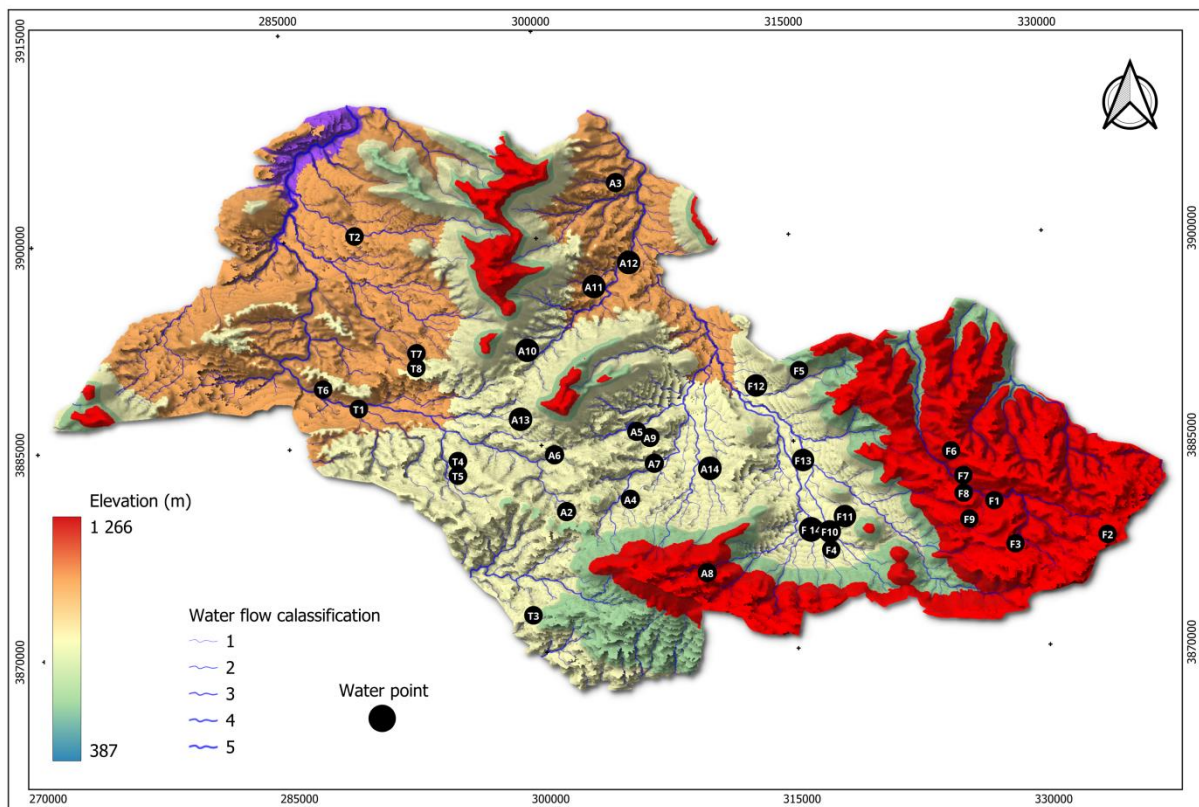 285000 300000 315000 330000
3915000
3915000
3900000
3900000
3885000
3885000
3870000
3870000
A3
T2
A12
A11
T7
A10
T8
F5
F12
T6
T1
A13
A5
A9
A6
F6
T4
A7
F13
A14
T5
F7
F8
A4
F1
A2
F11
F9
F 14
F10
F2
F3
F4
A8
T3
Elevation (m)
1 266
387
Water flow calassification
1
2
3
4
5
Water point
270000 285000 300000 315000 330000